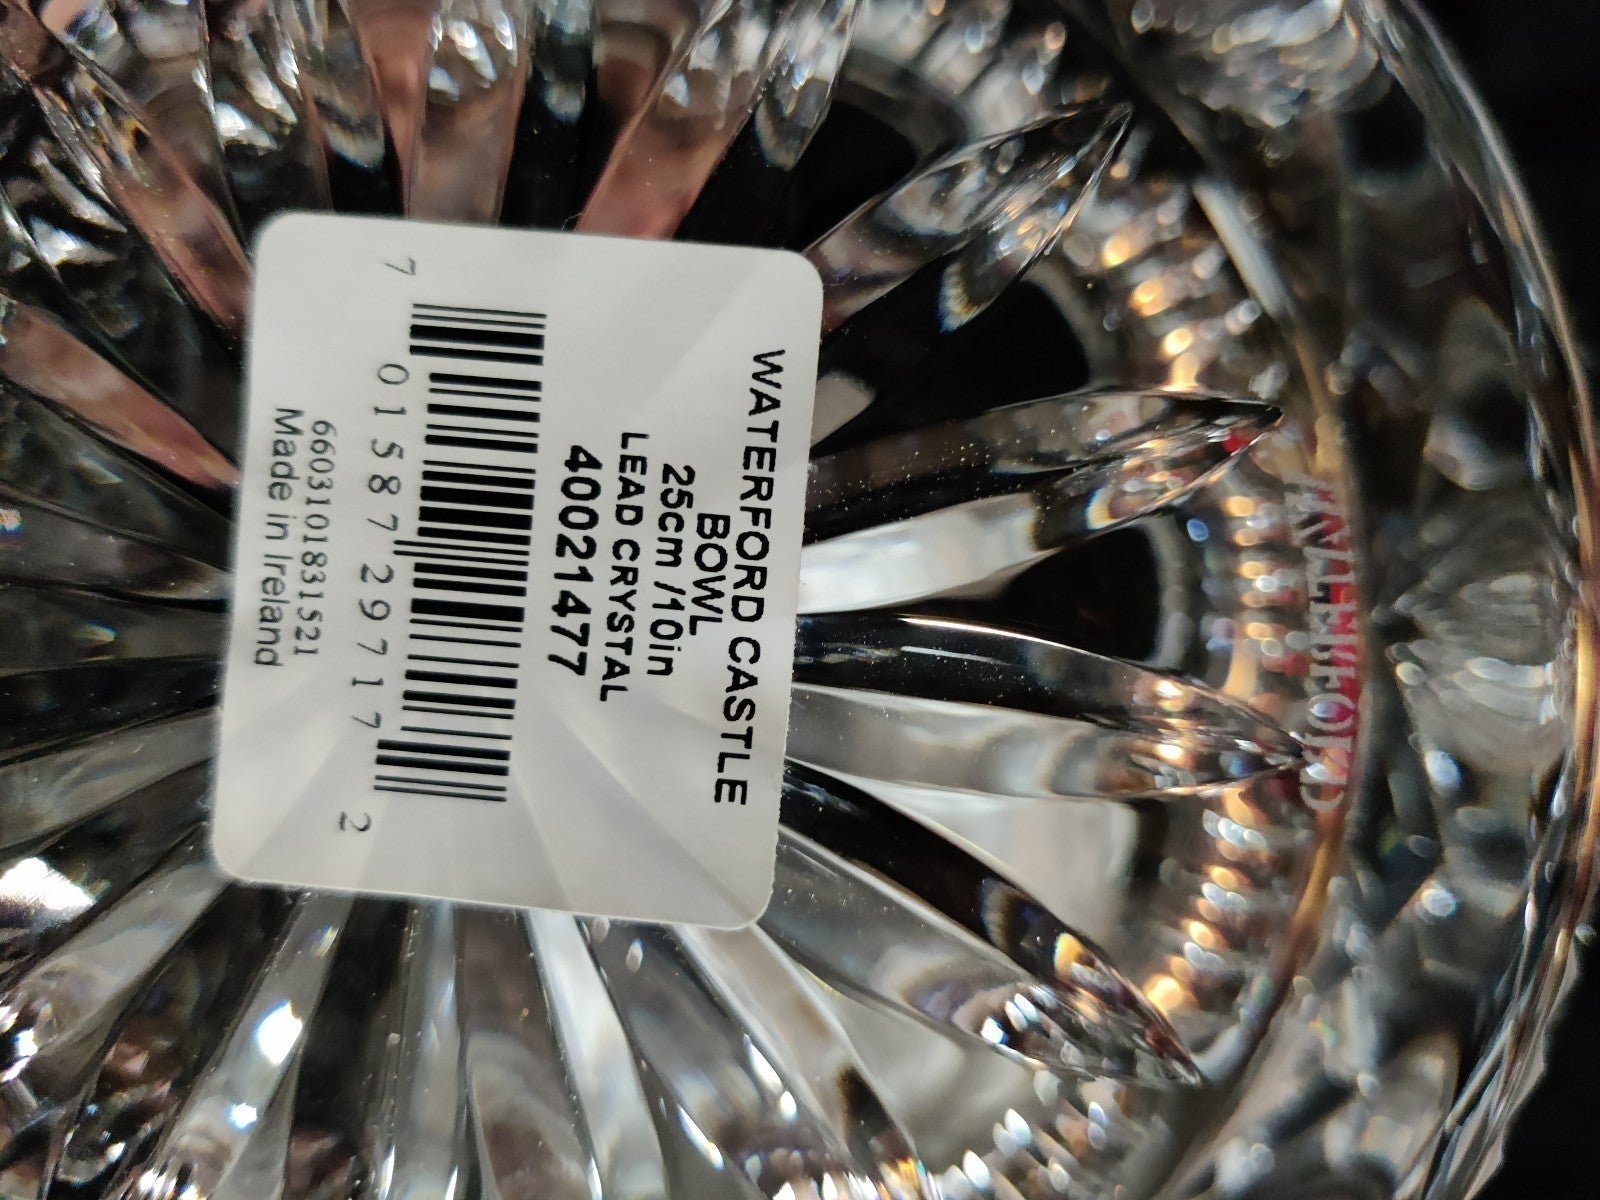 WATERFORD CASTLE
BOWL
25cm /10in
LEAD CRYSTAL
40021477
7 01587 29717 2
6603101831521
Made in Ireland